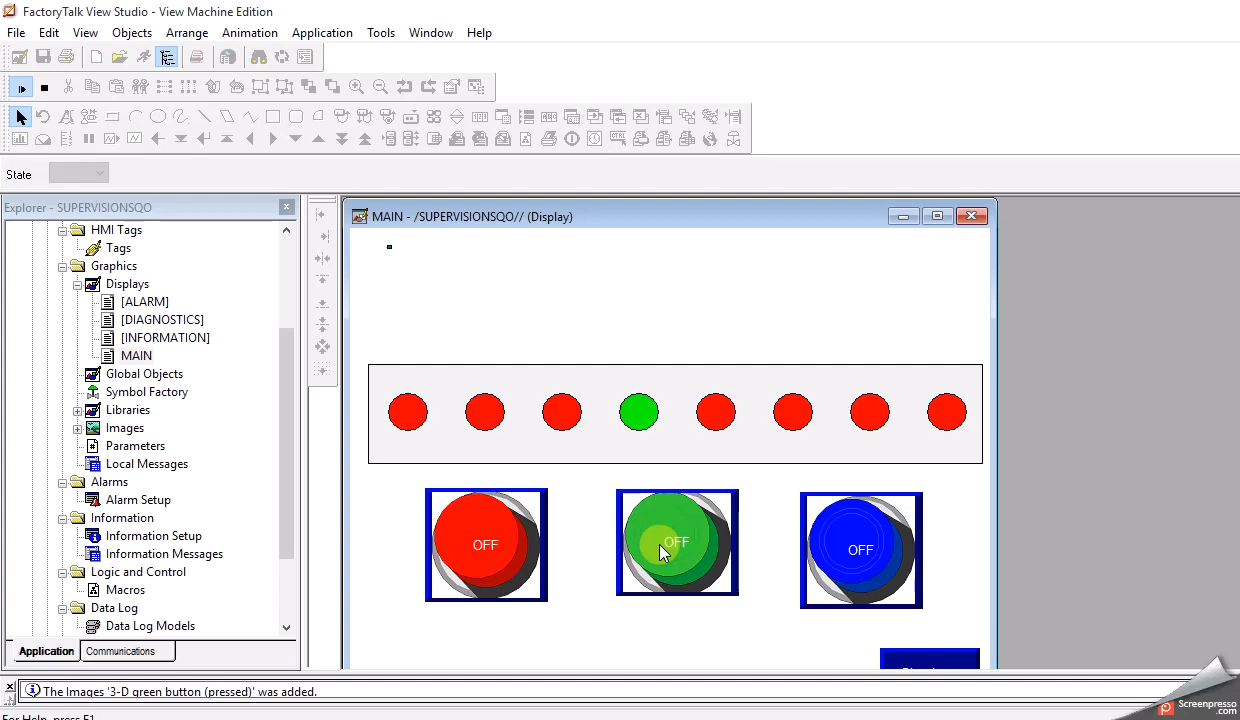 FactoryTalk View Studio - View Machine Edition
File Edit View Objects Arrange Animation Application Tools Window Help
State
Explorer - SUPERVISIONSQO
MAIN - /SUPERVISIONSQO// (Display)
HMI Tags
Tags
Graphics
Displays
[ALARM]
[DIAGNOSTICS]
[INFORMATION]
MAIN
Global Objects
Symbol Factory
Libraries
Images
Parameters
Local Messages
Alarms
Alarm Setup
Information
Information Setup
Information Messages
Logic and Control
Macros
Data Log
Data Log Models
OFF
OFF
OFF
Application Communications
The Images '3-D green button (pressed)' was added.
For Help, press F1
Screenpresso
.com